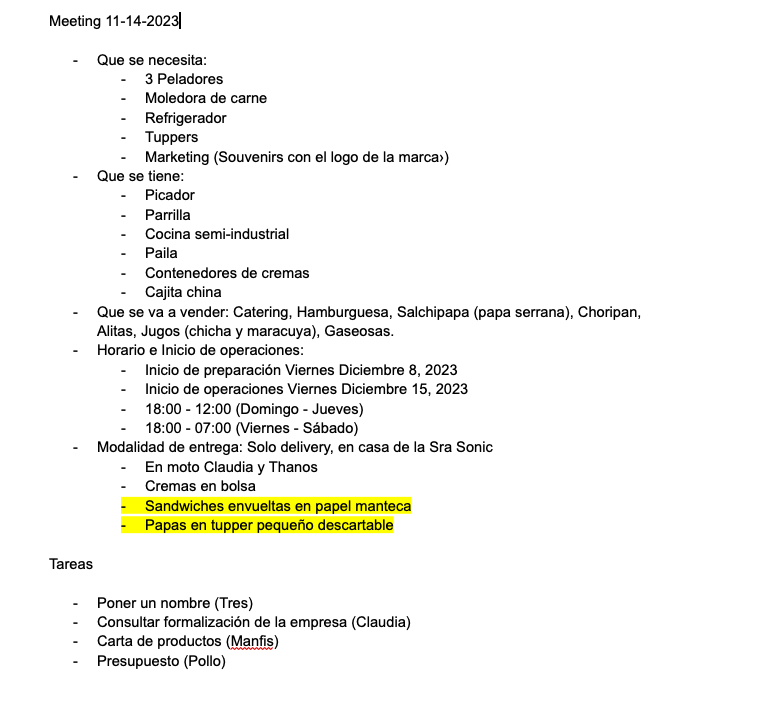 Meeting 11-14-2023
- Que se necesita:
- 3 Peladores
- Moledora de carne
- Refrigerador
- Tuppers
- Marketing (Souvenirs con el logo de la marca›)
- Que se tiene:
- Picador
- Parrilla
- Cocina semi-industrial
- Paila
- Contenedores de cremas
- Cajita china
- Que se va a vender: Catering, Hamburguesa, Salchipapa (papa serrana), Choripan,
Alitas, Jugos (chicha y maracuya), Gaseosas.
- Horario e Inicio de operaciones:
- Inicio de preparación Viernes Diciembre 8, 2023
- Inicio de operaciones Viernes Diciembre 15, 2023
- 18:00 - 12:00 (Domingo - Jueves)
- 18:00 - 07:00 (Viernes - Sábado)
- Modalidad de entrega: Solo delivery, en casa de la Sra Sonic
- En moto Claudia y Thanos
- Cremas en bolsa
- Sandwiches envueltas en papel manteca
- Papas en tupper pequeño descartable
Tareas
- Poner un nombre (Tres)
- Consultar formalización de la empresa (Claudia)
- Carta de productos (Manfis)
- Presupuesto (Pollo)